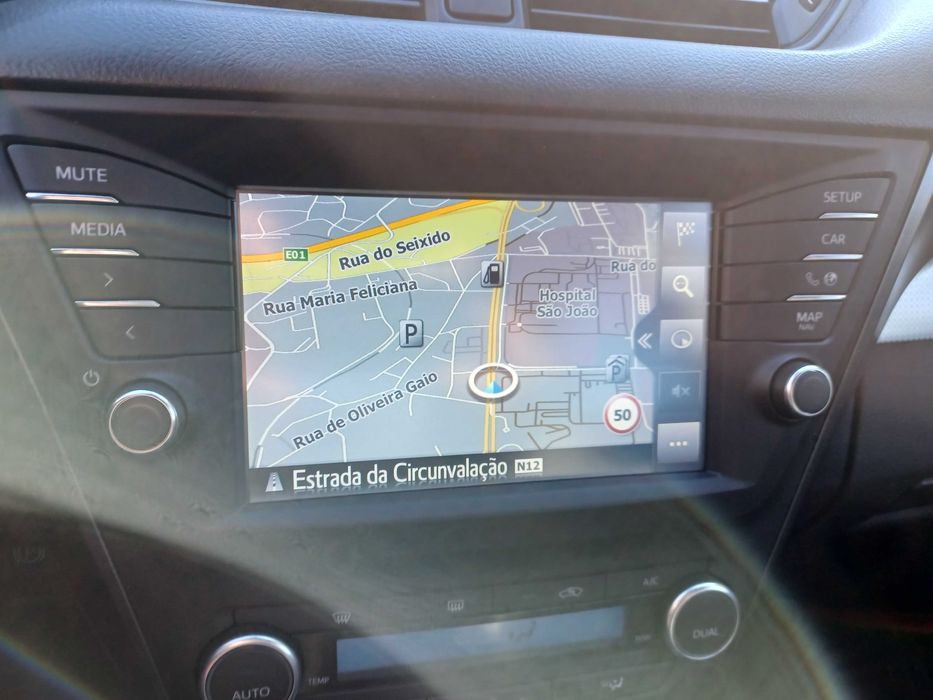 MUTE
MEDIA
SETUP
CAR
MAP
NAV
E01
Rua do Seixido
Rua do
Rua Maria Feliciana
Hospital
São João
P
P
50
Rua de Oliveira Gaio
Estrada da Circunvalação N12
A/C
TEMP
AUTO
DUAL